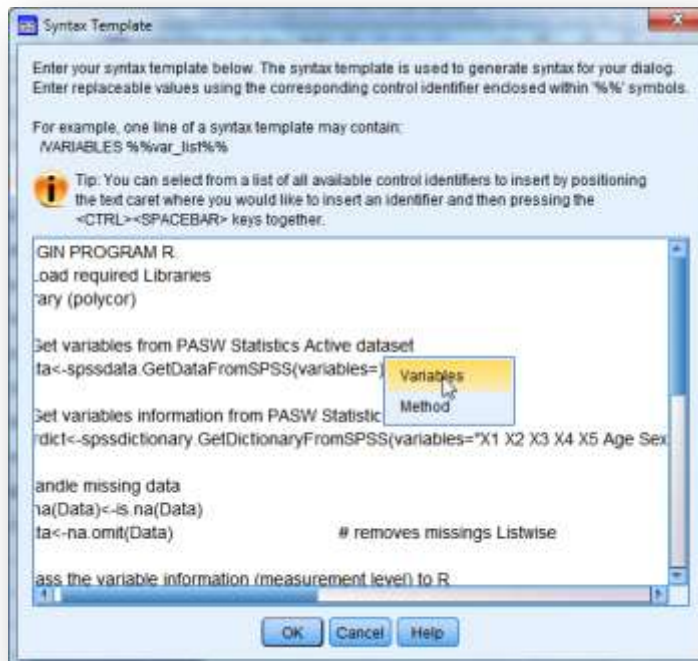 Syntax Template
Enter your syntax template below. The syntax template is used to generate syntax for your dialog.
Enter replaceable values using the corresponding control identifier enclosed within '%%' symbols.
For example, one line of a syntax template may contain:
/VARIABLES %%var_list%%
Tip: You can select from a list of all available control identifiers to insert by positioning
the text caret where you would like to insert an identifier and then pressing the
<CTRL><SPACEBAR> keys together.
GIN PROGRAM R.
Load required Libraries
rary (polycor)
Get variables from PASW Statistics Active dataset
ta<-spssdata.GetDataFromSPSS(variables=)
Variables
Method
Get variables information from PASW Statistic
rdict<-spssdictionary.GetDictionaryFromSPSS(variables="X1 X2 X3 X4 X5 Age Sex
andle missing data
na(Data)<-is.na(Data)
ta<-na.omit(Data) # removes missings Listwise
ass the variable information (measurement level) to R
OK Cancel Help